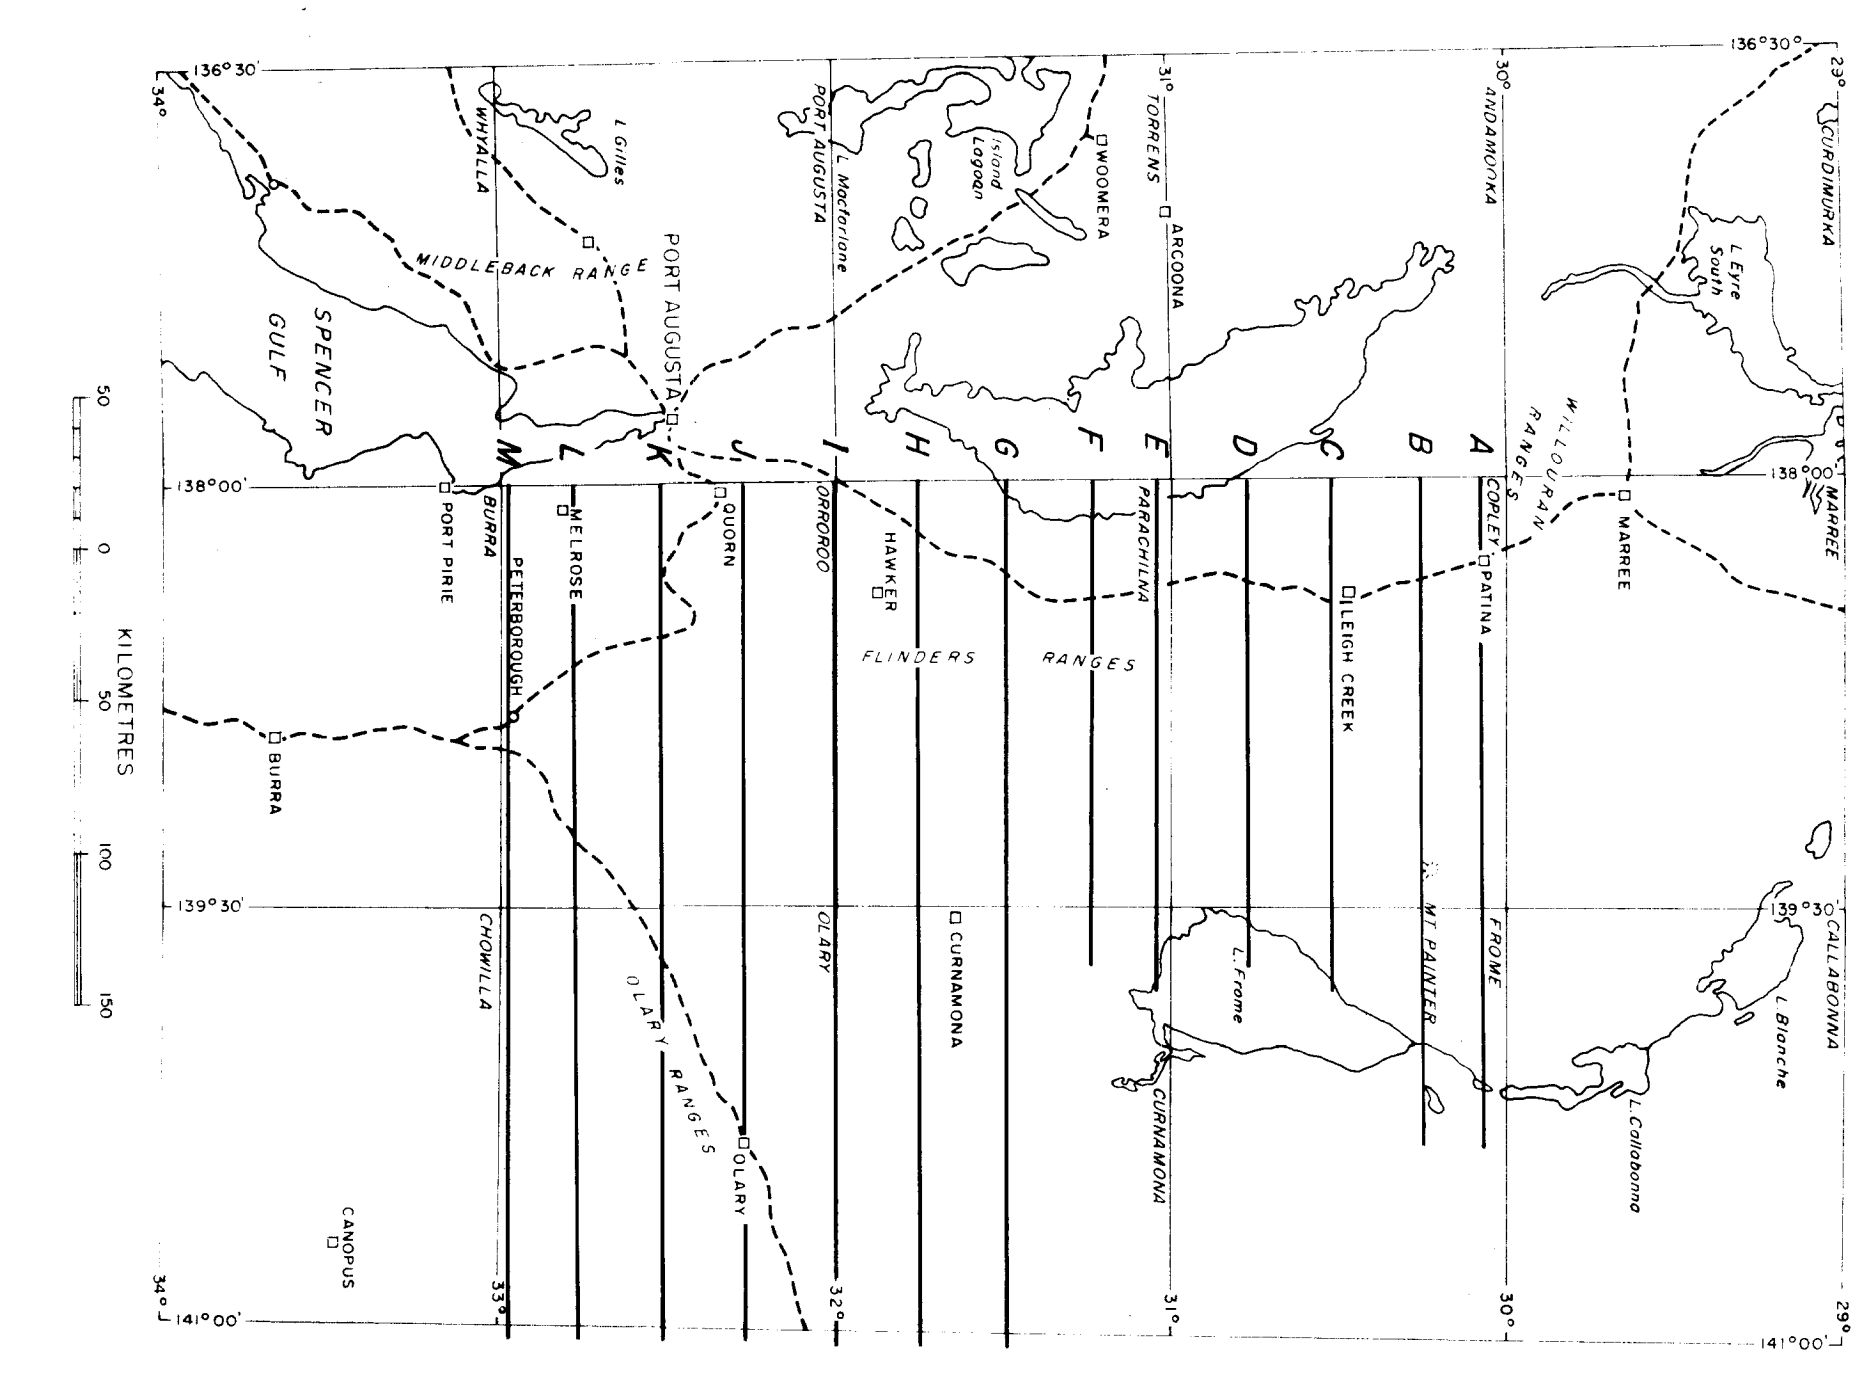 136°30'
136°30°
34°
31°
30°
29°
WHYALLA
L Gilles
PORT AUGUSTA
L Macfarlane
Island
Lagoon
WOOMERA
TORRENS
ARCOONA
ANDAMOOKA
CURDIMURKA
L Eyre
South
MIDDLEBACK RANGE
PORT AUGUSTA
SPENCER
GULF
WILLOURAN
RANGES
M
L
K
J
I
H
G
F
E
D
C
B
A
138°00'
138°00'
PORT PIRIE
BURRA
PETERBOROUGH
MELROSE
QUORN
ORROROO
HAWKER
PARACHILNA
LEIGH CREEK
COPLEY
PATINA
MARREE
MARREE
FLINDERS RANGES
BURRA
139°30'
139°30'
CHOWILLA
OLARY
CURNAMONA
L. Frome
MT PAINTER
FROME
CALLABONNA
L. Blanche
L. Callabonna
CURNAMONA
OLARY RANGES
OLARY
CANOPUS
34°
141°00'
33°
32°
31°
30°
29°
141°00'
50
0
50
100
150
KILOMETRES